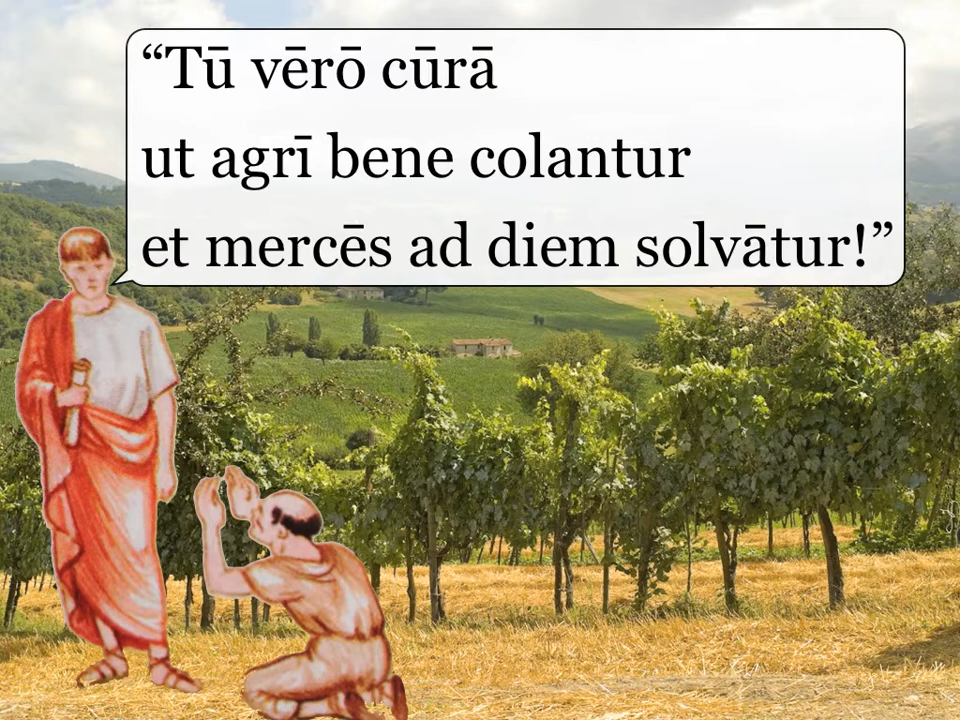 “Tū vērō cūrā
ut agrī bene colantur
et mercēs ad diem solvātur!”